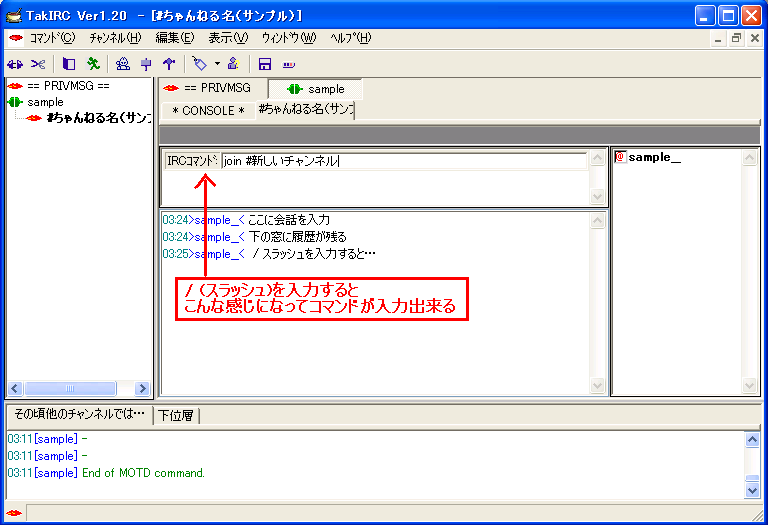 TakIRC Ver1.20 - [#ちゃんねる名(サンプル)]
コマンド(C) チャンネル(H) 編集(E) 表示(V) ウィンドウ(W) ヘルプ(H)
== PRIVMSG ==
sample
#ちゃんねる名(サン
== PRIVMSG
sample
* CONSOLE *
#ちゃんねる名(サンプ
IRCコマンド: join #新しいチャンネル
@ sample_
03:24>sample_< ここに会話を入力
03:24>sample_< 下の窓に履歴が残る
03:25>sample_< / スラッシュを入力すると…
/ (スラッシュ)を入力すると
こんな感じになってコマンドが入力出来る
その頃他のチャンネルでは…
下位層
03:11[sample] -
03:11[sample] -
03:11[sample] End of MOTD command.